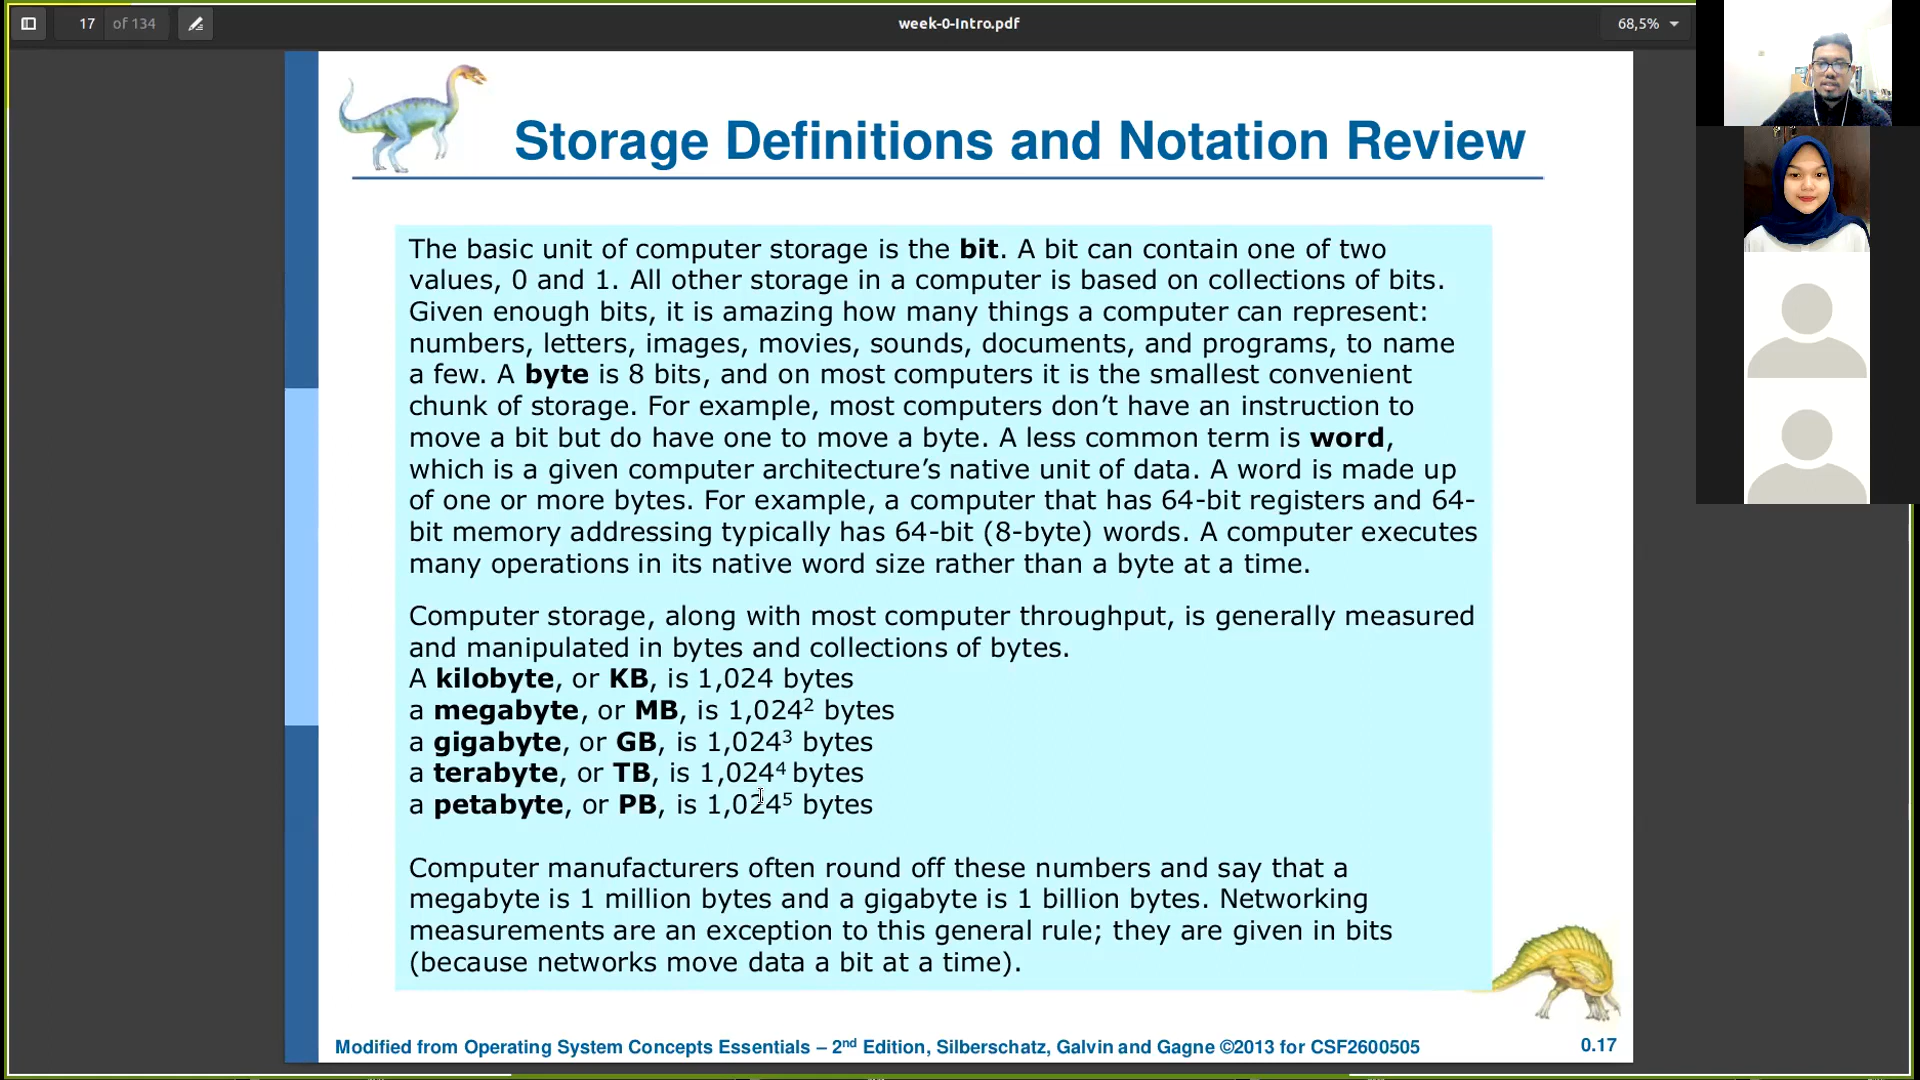 17 of 134
week-0-Intro.pdf
68,5%
Storage Definitions and Notation Review
The basic unit of computer storage is the bit. A bit can contain one of two
values, 0 and 1. All other storage in a computer is based on collections of bits.
Given enough bits, it is amazing how many things a computer can represent:
numbers, letters, images, movies, sounds, documents, and programs, to name
a few. A byte is 8 bits, and on most computers it is the smallest convenient
chunk of storage. For example, most computers don’t have an instruction to
move a bit but do have one to move a byte. A less common term is word,
which is a given computer architecture’s native unit of data. A word is made up
of one or more bytes. For example, a computer that has 64-bit registers and 64-
bit memory addressing typically has 64-bit (8-byte) words. A computer executes
many operations in its native word size rather than a byte at a time.
Computer storage, along with most computer throughput, is generally measured
and manipulated in bytes and collections of bytes.
A kilobyte, or KB, is 1,024 bytes
a megabyte, or MB, is 1,024² bytes
a gigabyte, or GB, is 1,024³ bytes
a terabyte, or TB, is 1,024⁴ bytes
a petabyte, or PB, is 1,024⁵ bytes
Computer manufacturers often round off these numbers and say that a
megabyte is 1 million bytes and a gigabyte is 1 billion bytes. Networking
measurements are an exception to this general rule; they are given in bits
(because networks move data a bit at a time).
Modified from Operating System Concepts Essentials – 2nd Edition, Silberschatz, Galvin and Gagne ©2013 for CSF2600505
0.17